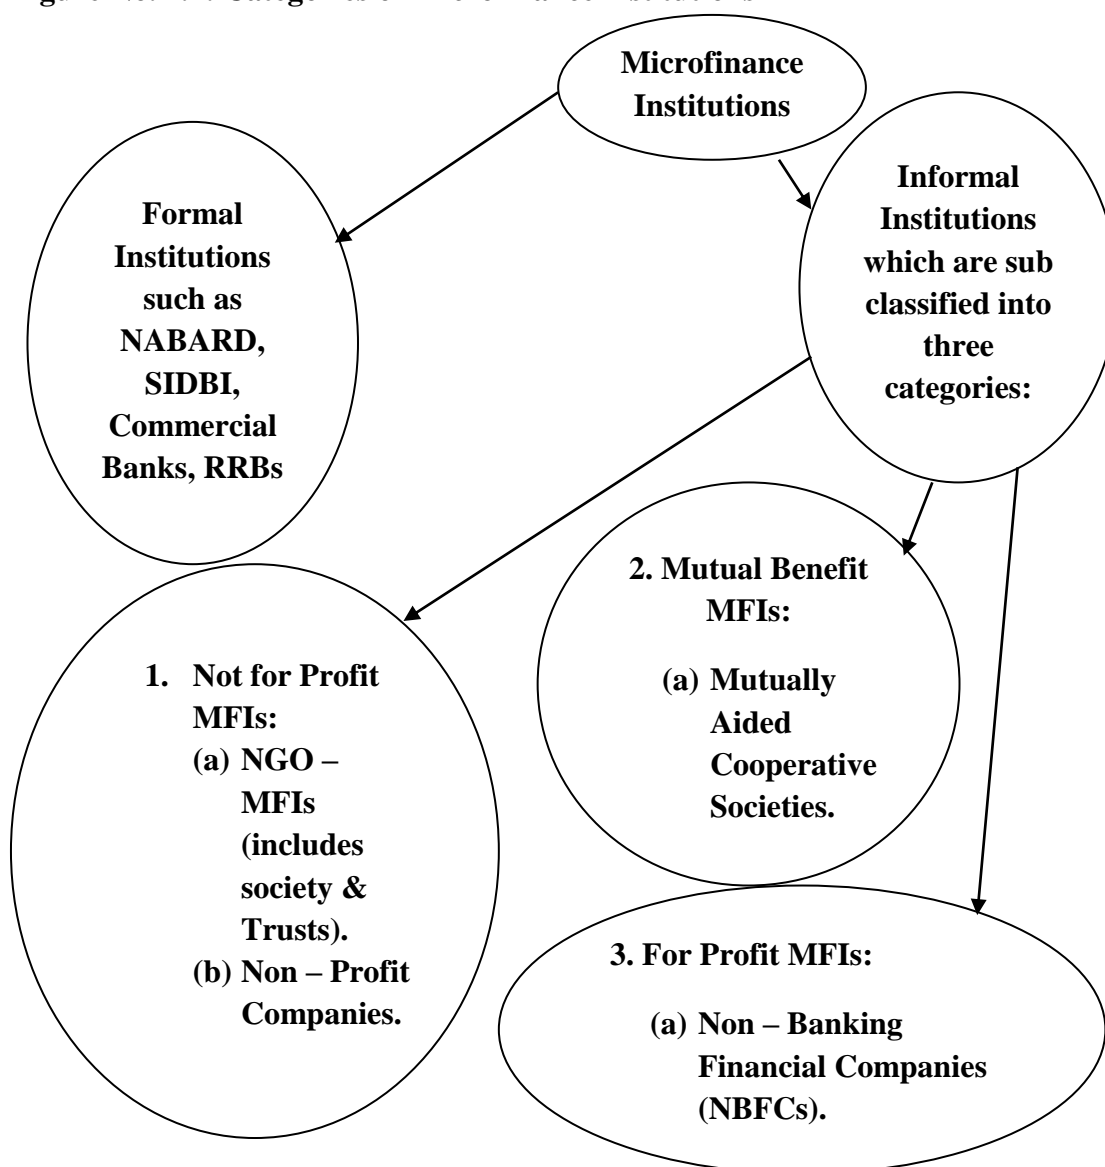 Microfinance
Institutions
Formal
Institutions
such as
NABARD,
SIDBI,
Commercial
Banks, RRBs
Informal
Institutions
which are sub
classified into
three
categories:
1. Not for Profit
MFIs:
(a) NGO –
MFIs
(includes
society &
Trusts).
(b) Non – Profit
Companies.
2. Mutual Benefit
MFIs:
(a) Mutually
Aided
Cooperative
Societies.
3. For Profit MFIs:
(a) Non – Banking
Financial Companies
(NBFCs).